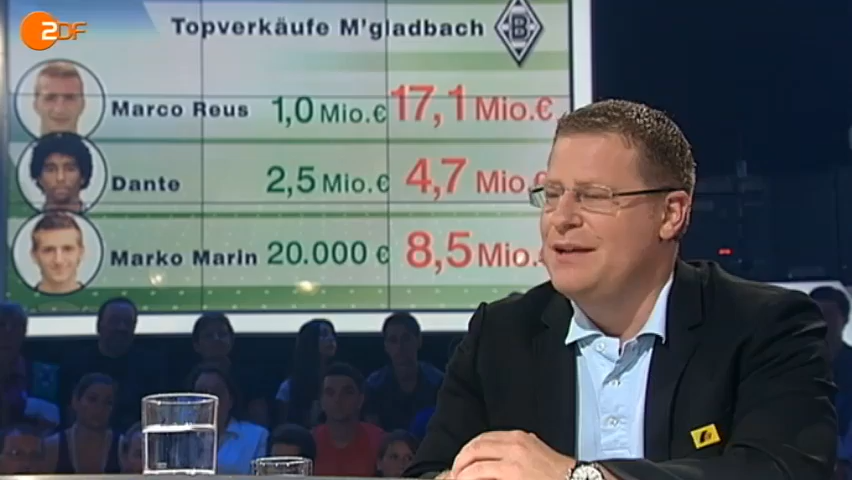 2DF
Topverkäufe M'gladbach
B
Marco Reus 1,0 Mio.€ 17,1 Mio.€
Dante 2,5 Mio.€ 4,7 Mio.
Marko Marin 20.000 € 8,5 Mio.